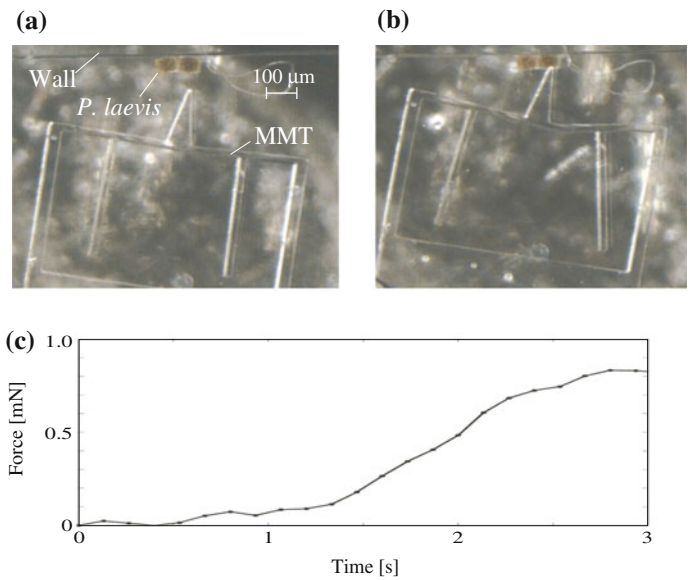 (a)
(b)
Wall
P. laevis
100 µm
MMT
(c)
1.0
0.5
0
Force [mN]
0
1
2
3
Time [s]